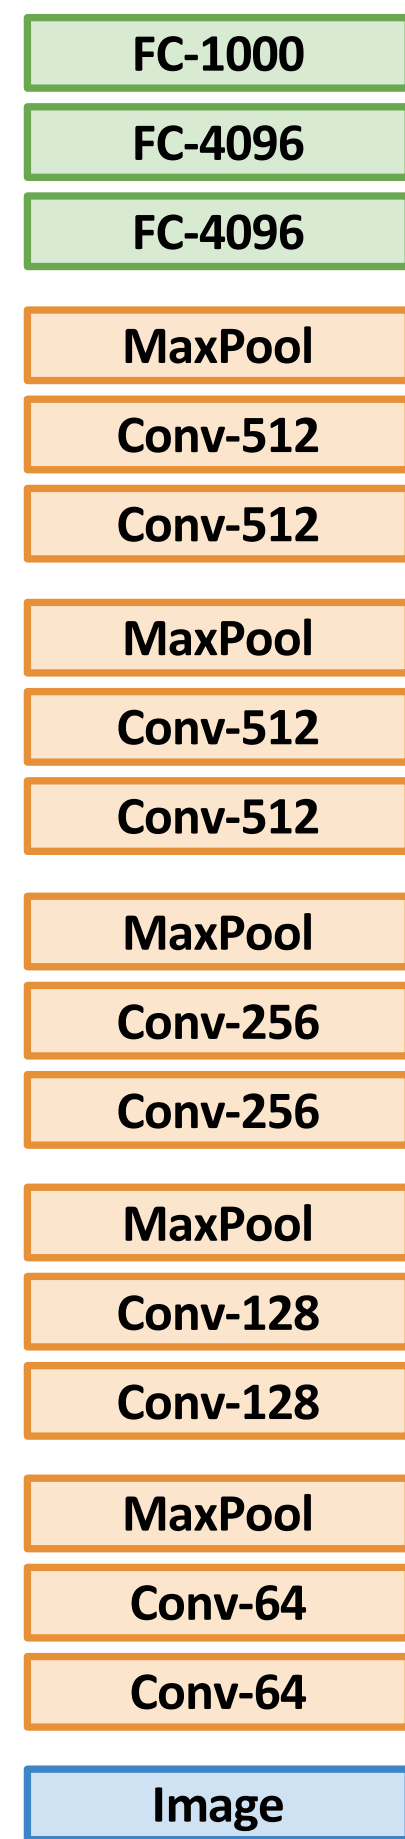 FC-1000
FC-4096
FC-4096
MaxPool
Conv-512
Conv-512
MaxPool
Conv-512
Conv-512
MaxPool
Conv-256
Conv-256
MaxPool
Conv-128
Conv-128
MaxPool
Conv-64
Conv-64
Image